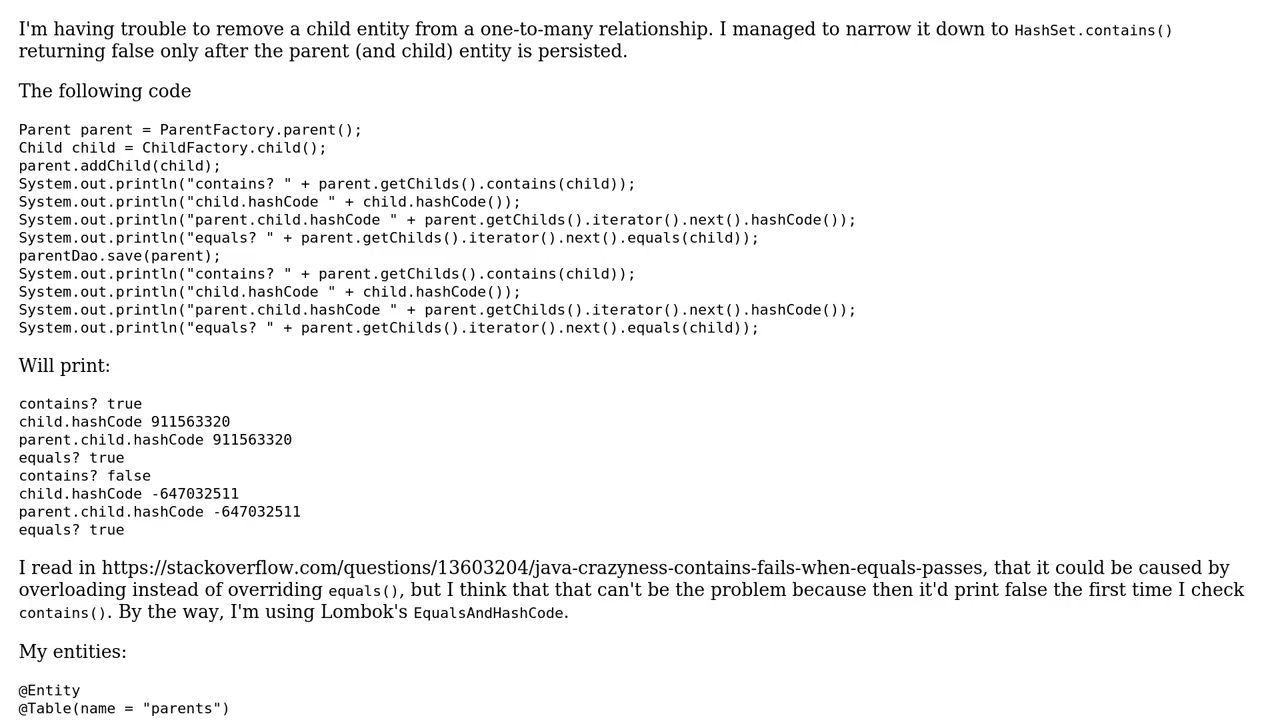 I'm having trouble to remove a child entity from a one-to-many relationship. I managed to narrow it down to HashSet.contains()
returning false only after the parent (and child) entity is persisted.
The following code
Parent parent = ParentFactory.parent();
Child child = ChildFactory.child();
parent.addChild(child);
System.out.println("contains? " + parent.getChilds().contains(child));
System.out.println("child.hashCode " + child.hashCode());
System.out.println("parent.child.hashCode " + parent.getChilds().iterator().next().hashCode());
System.out.println("equals? " + parent.getChilds().iterator().next().equals(child));
parentDao.save(parent);
System.out.println("contains? " + parent.getChilds().contains(child));
System.out.println("child.hashCode " + child.hashCode());
System.out.println("parent.child.hashCode " + parent.getChilds().iterator().next().hashCode());
System.out.println("equals? " + parent.getChilds().iterator().next().equals(child));
Will print:
contains? true
child.hashCode 911563320
parent.child.hashCode 911563320
equals? true
contains? false
child.hashCode -647032511
parent.child.hashCode -647032511
equals? true
I read in https://stackoverflow.com/questions/13603204/java-crazyness-contains-fails-when-equals-passes, that it could be caused by
overloading instead of overriding equals(), but I think that that can't be the problem because then it'd print false the first time I check
contains(). By the way, I'm using Lombok's EqualsAndHashCode.
My entities:
@Entity
@Table(name = "parents")